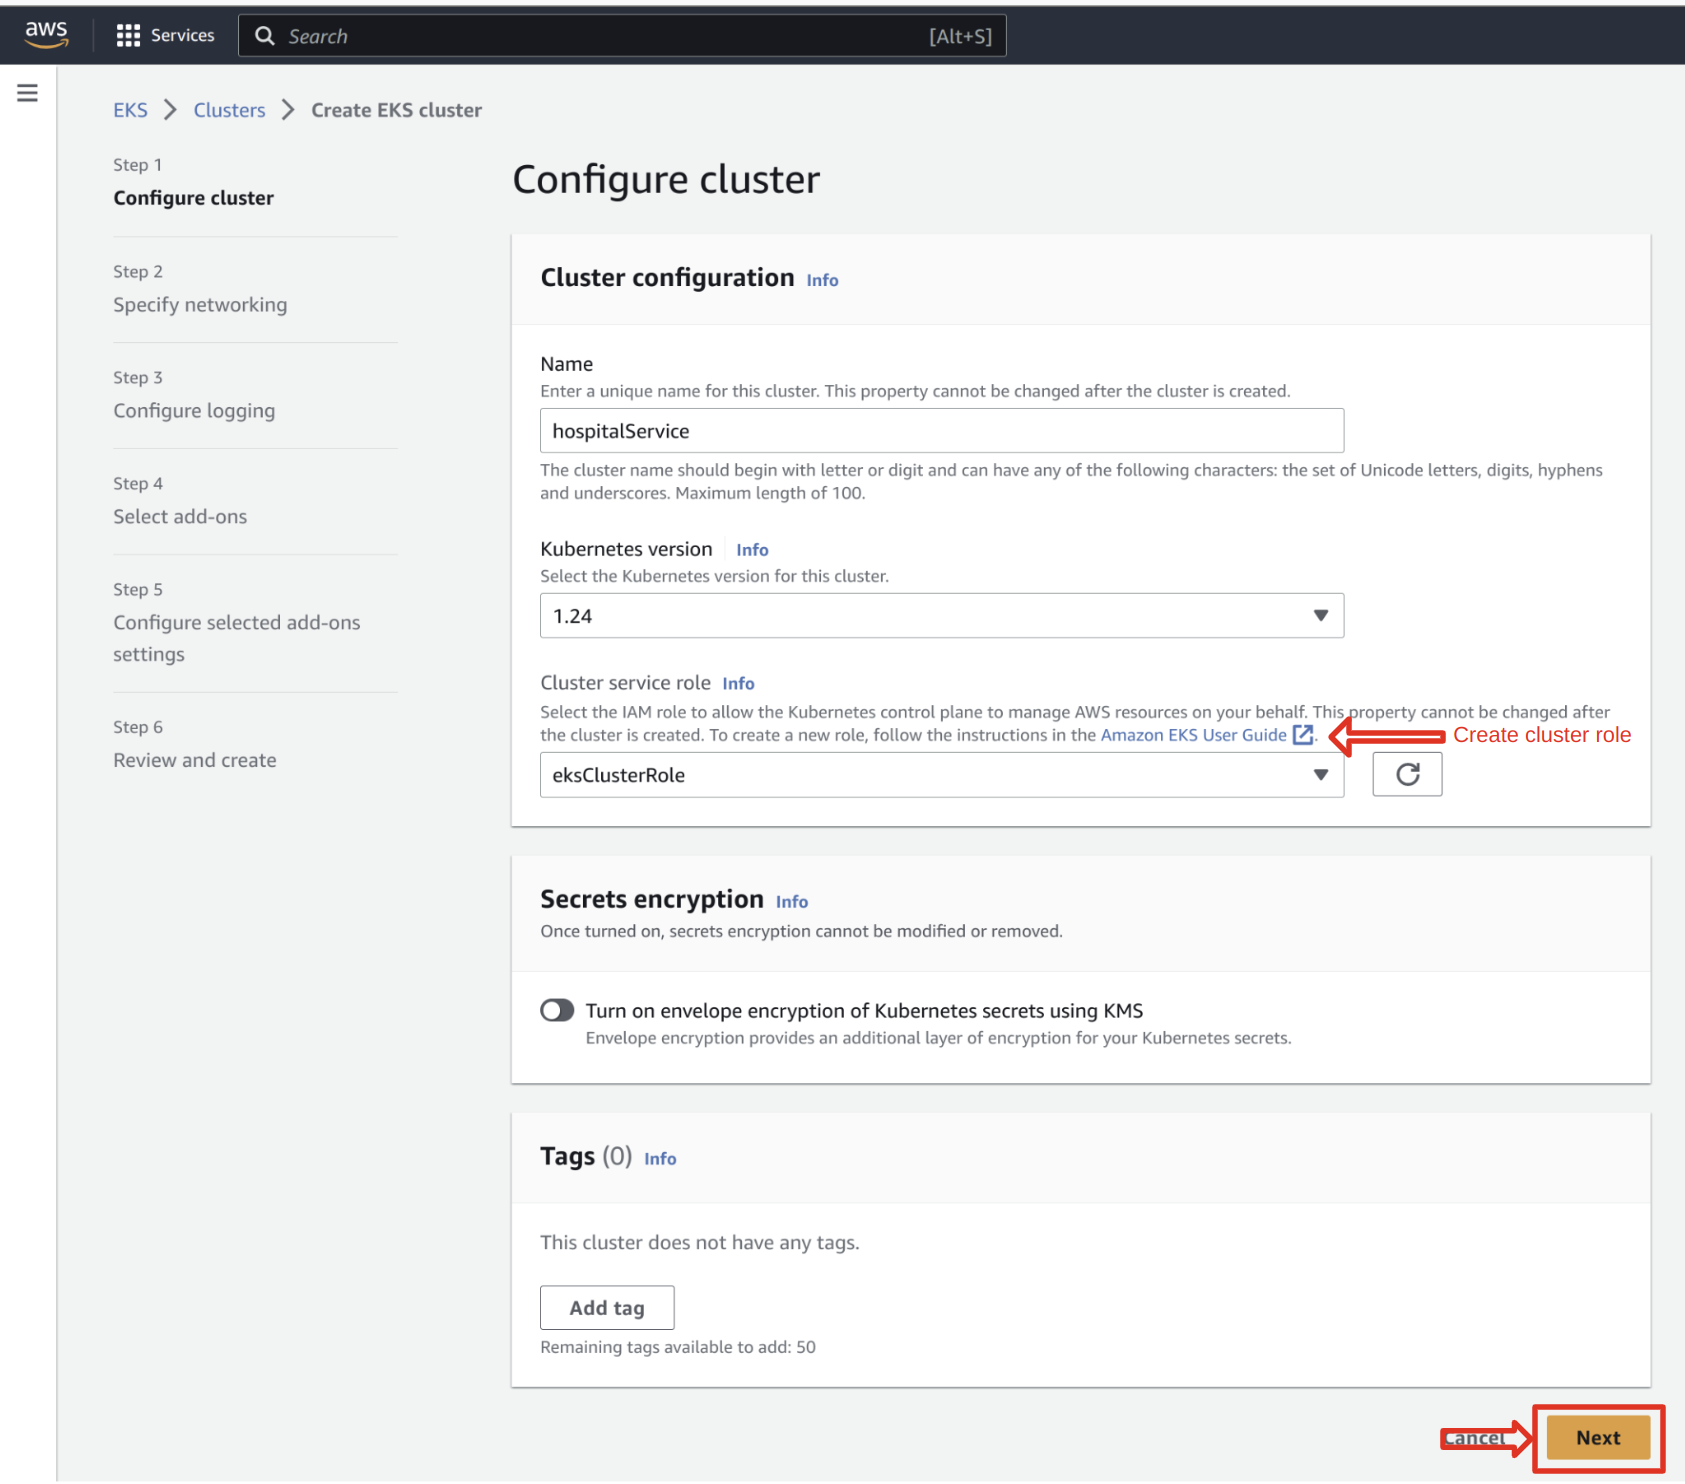 aws
Services
Search
[Alt+S]
EKS
Clusters
Create EKS cluster
Step 1
Configure cluster
Step 2
Specify networking
Step 3
Configure logging
Step 4
Select add-ons
Step 5
Configure selected add-ons
settings
Step 6
Review and create
Configure cluster
Cluster configuration Info
Name
Enter a unique name for this cluster. This property cannot be changed after the cluster is created.
hospitalService
The cluster name should begin with letter or digit and can have any of the following characters: the set of Unicode letters, digits, hyphens
and underscores. Maximum length of 100.
Kubernetes version Info
Select the Kubernetes version for this cluster.
1.24
Cluster service role Info
Select the IAM role to allow the Kubernetes control plane to manage AWS resources on your behalf. This property cannot be changed after
the cluster is created. To create a new role, follow the instructions in the Amazon EKS User Guide .
Create cluster role
eksClusterRole
Secrets encryption Info
Once turned on, secrets encryption cannot be modified or removed.
Turn on envelope encryption of Kubernetes secrets using KMS
Envelope encryption provides an additional layer of encryption for your Kubernetes secrets.
Tags (0) Info
This cluster does not have any tags.
Add tag
Remaining tags available to add: 50
Cancel
Next